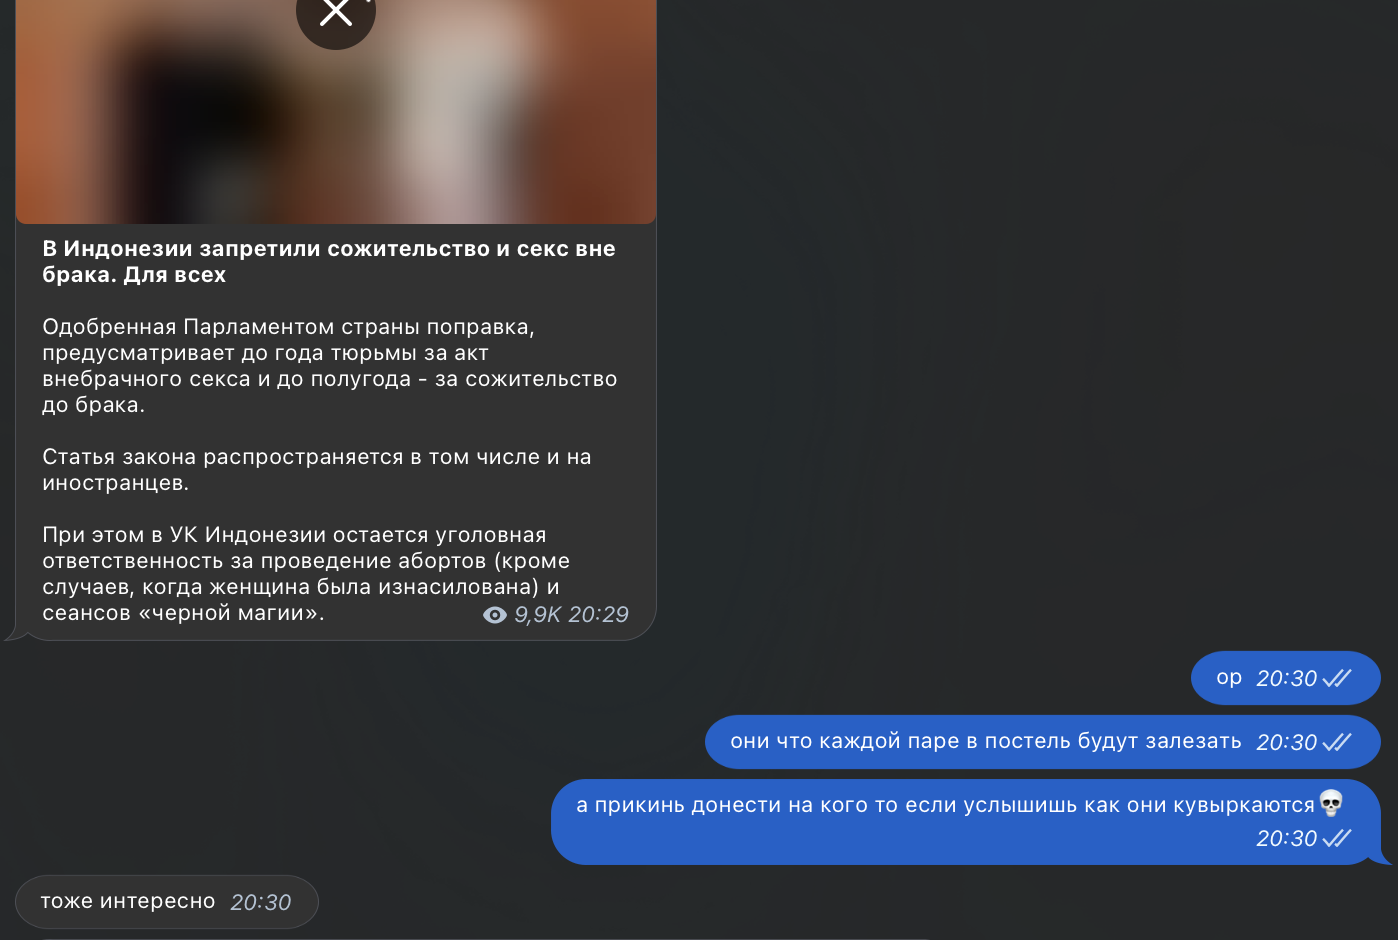 В Индонезии запретили сожительство и секс вне
брака. Для всех
Одобренная Парламентом страны поправка,
предусматривает до года тюрьмы за акт
внебрачного секса и до полугода - за сожительство
до брака.
Статья закона распространяется в том числе и на
иностранцев.
При этом в УК Индонезии остается уголовная
ответственность за проведение абортов (кроме
случаев, когда женщина была изнасилована) и
сеансов «черной магии». 9,9K 20:29
ор 20:30
они что каждой паре в постель будут залезать 20:30
а прикинь донести на кого то если услышишь как они кувыркаются💀
20:30
тоже интересно 20:30